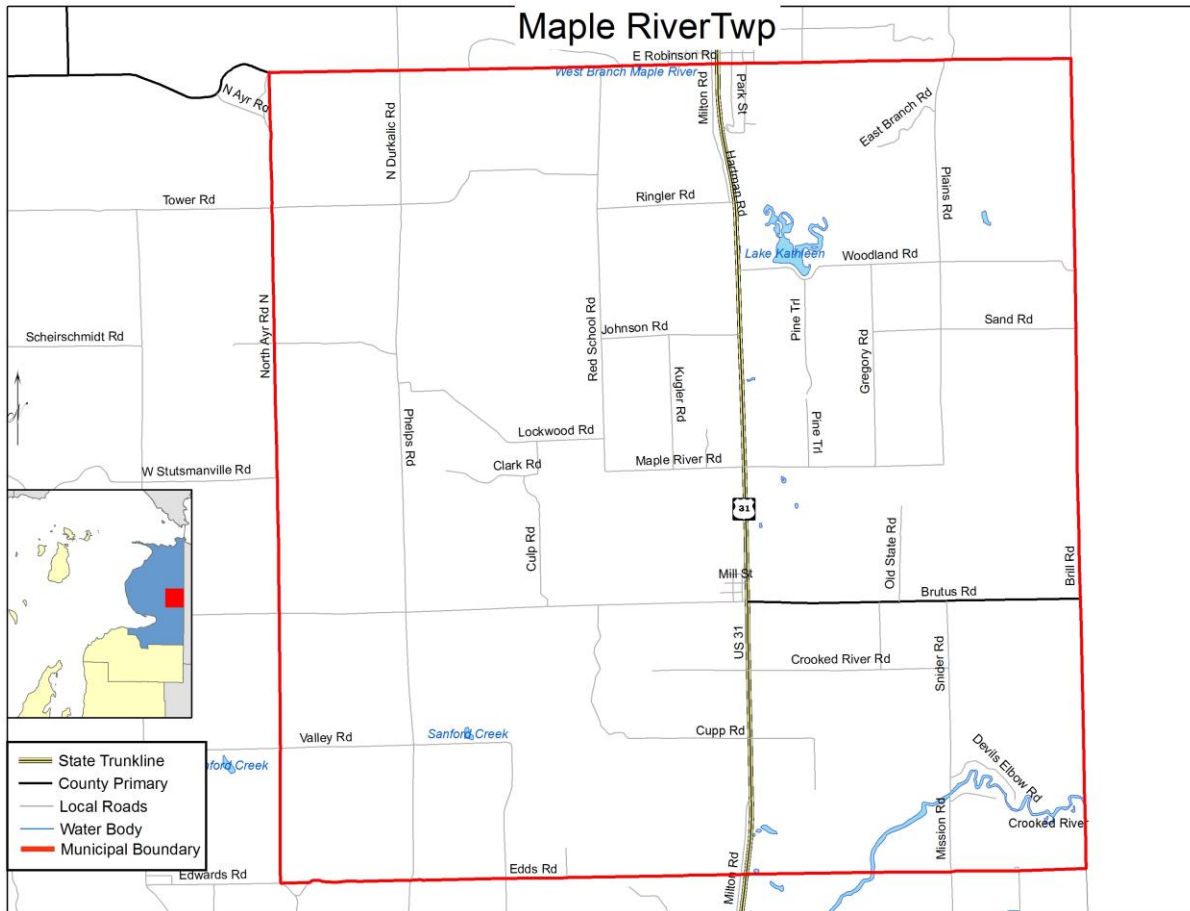 Maple RiverTwp
E Robinson Rd
West Branch Maple River
N Ayr Rd
N Durkalic Rd
Milton Rd
Park St
East Branch Rd
Hartman Rd
Plains Rd
Tower Rd
Ringler Rd
Lake Kathleen
Woodland Rd
North Ayr Rd N
Red School Rd
Scheirschmidt Rd
Johnson Rd
Pine Trl
Sand Rd
Gregory Rd
Kugler Rd
Phelps Rd
Lockwood Rd
Pine Trl
Clark Rd
Maple River Rd
W Stutsmanville Rd
31
Culp Rd
Old State Rd
Brill Rd
Mill St
Brutus Rd
US 31
Crooked River Rd
Snider Rd
Valley Rd
Sanford Creek
Cupp Rd
nford Creek
Devils Elbow Rd
Crooked River
Mission Rd
State Trunkline
County Primary
Local Roads
Water Body
Municipal Boundary
Edwards Rd
Edds Rd
Milton Rd